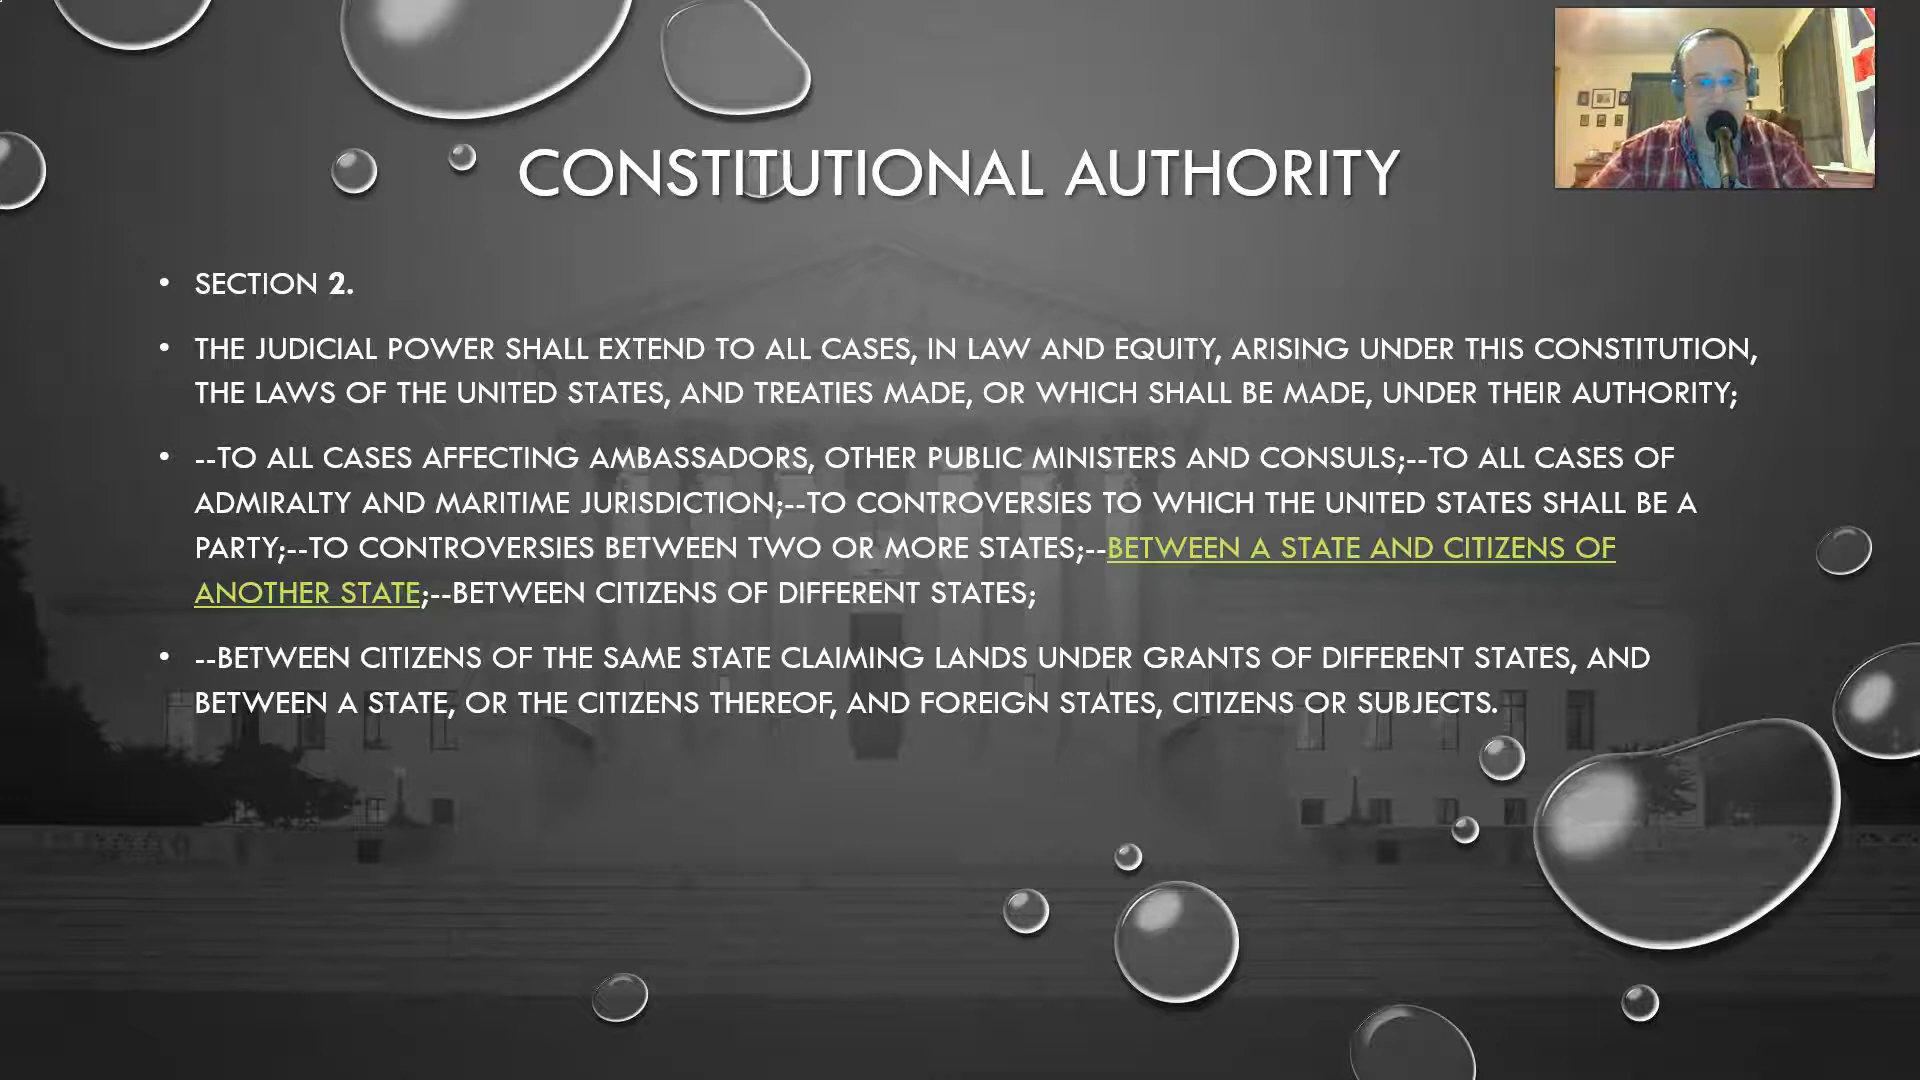 CONSTITUTIONAL AUTHORITY
• SECTION 2.
• THE JUDICIAL POWER SHALL EXTEND TO ALL CASES, IN LAW AND EQUITY, ARISING UNDER THIS CONSTITUTION,
THE LAWS OF THE UNITED STATES, AND TREATIES MADE, OR WHICH SHALL BE MADE, UNDER THEIR AUTHORITY;
• --TO ALL CASES AFFECTING AMBASSADORS, OTHER PUBLIC MINISTERS AND CONSULS;--TO ALL CASES OF
ADMIRALTY AND MARITIME JURISDICTION;--TO CONTROVERSIES TO WHICH THE UNITED STATES SHALL BE A
PARTY;--TO CONTROVERSIES BETWEEN TWO OR MORE STATES;--BETWEEN A STATE AND CITIZENS OF
ANOTHER STATE;--BETWEEN CITIZENS OF DIFFERENT STATES;
• --BETWEEN CITIZENS OF THE SAME STATE CLAIMING LANDS UNDER GRANTS OF DIFFERENT STATES, AND
BETWEEN A STATE, OR THE CITIZENS THEREOF, AND FOREIGN STATES, CITIZENS OR SUBJECTS.